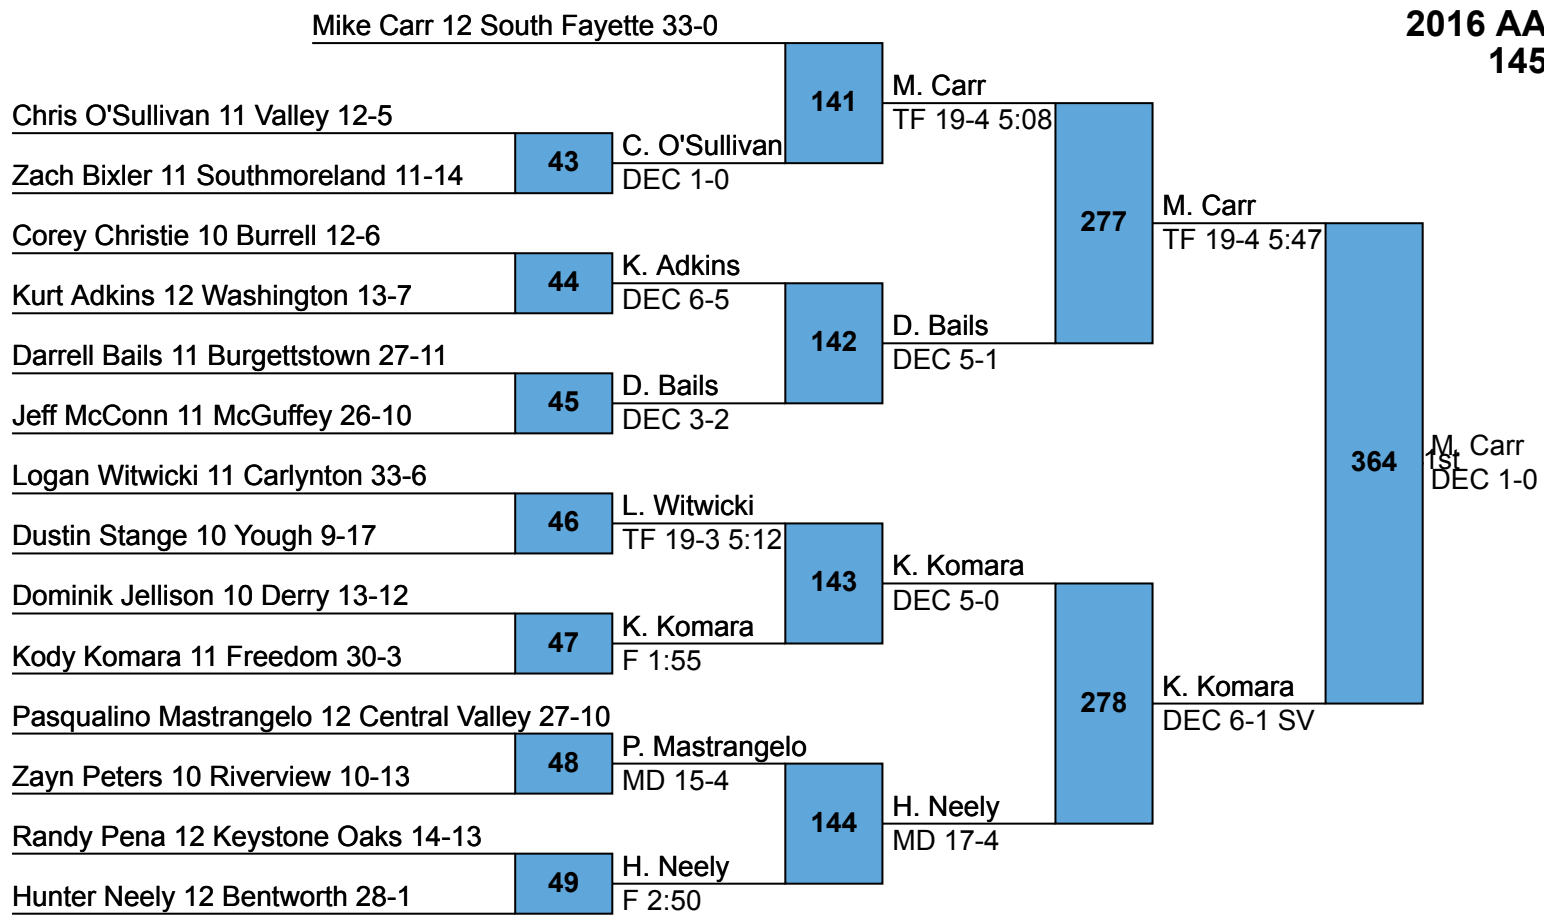 Mike Carr 12 South Fayette 33-0
2016 AA
145
M. Carr
141
TF 19-4 5:08
Chris O'Sullivan 11 Valley 12-5
C. O'Sullivan
43
DEC 1-0
Zach Bixler 11 Southmoreland 11-14
M. Carr
277
TF 19-4 5:47
Corey Christie 10 Burrell 12-6
K. Adkins
44
DEC 6-5
Kurt Adkins 12 Washington 13-7
D. Bails
142
DEC 5-1
Darrell Bails 11 Burgettstown 27-11
D. Bails
45
DEC 3-2
Jeff McConn 11 McGuffey 26-10
M. Carr
364
1st
DEC 1-0
Logan Witwicki 11 Carlynton 33-6
L. Witwicki
46
TF 19-3 5:12
Dustin Stange 10 Yough 9-17
K. Komara
143
DEC 5-0
Dominik Jellison 10 Derry 13-12
K. Komara
47
F 1:55
Kody Komara 11 Freedom 30-3
K. Komara
278
DEC 6-1 SV
Pasqualino Mastrangelo 12 Central Valley 27-10
P. Mastrangelo
48
MD 15-4
Zayn Peters 10 Riverview 10-13
H. Neely
144
MD 17-4
Randy Pena 12 Keystone Oaks 14-13
H. Neely
49
F 2:50
Hunter Neely 12 Bentworth 28-1